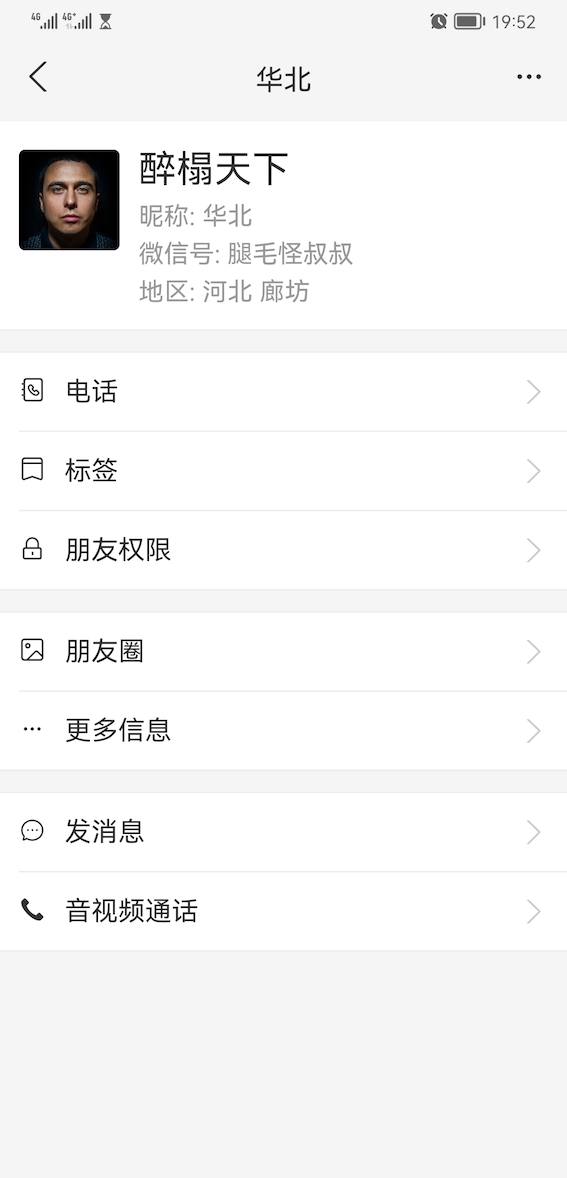 4G 4G+ 19:52
华北
醉榻天下
昵称: 华北
微信号: 腿毛怪叔叔
地区: 河北 廊坊
电话
标签
朋友权限
朋友圈
更多信息
发消息
音视频通话